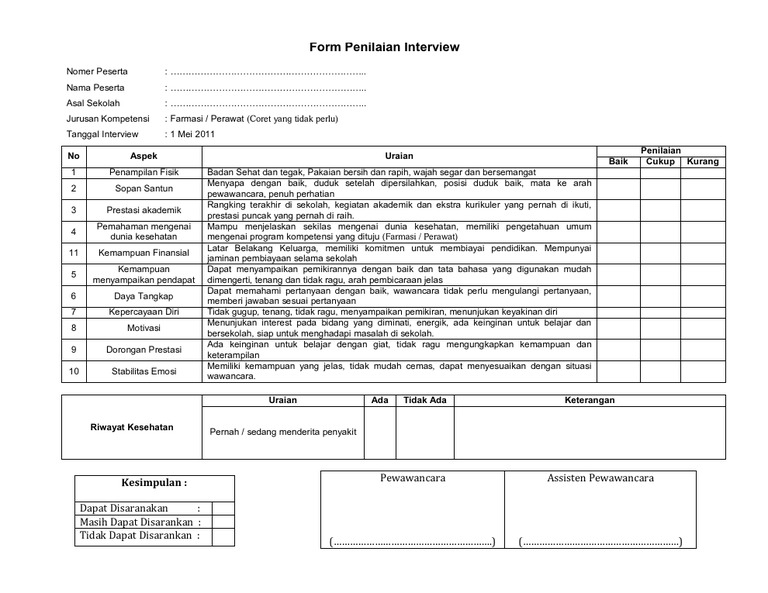 Form Penilaian Interview
Nomer Peserta : ………………………………………………………..
Nama Peserta : ………………………………………………………..
Asal Sekolah : ………………………………………………………..
Jurusan Kompetensi : Farmasi / Perawat (Coret yang tidak perlu)
Tanggal Interview : 1 Mei 2011
No Aspek Uraian Penilaian
Baik Cukup Kurang
1 Penampilan Fisik Badan Sehat dan tegak, Pakaian bersih dan rapih, wajah segar dan bersemangat
2 Sopan Santun Menyapa dengan baik, duduk setelah dipersilahkan, posisi duduk baik, mata ke arah
pewawancara, penuh perhatian
3 Prestasi akademik Rangking terakhir di sekolah, kegiatan akademik dan ekstra kurikuler yang pernah di ikuti,
prestasi puncak yang pernah di raih.
4 Pemahaman mengenai
dunia kesehatan Mampu menjelaskan sekilas mengenai dunia kesehatan, memiliki pengetahuan umum
mengenai program kompetensi yang dituju (Farmasi / Perawat)
11 Kemampuan Finansial Latar Belakang Keluarga, memiliki komitmen untuk membiayai pendidikan. Mempunyai
jaminan pembiayaan selama sekolah
5 Kemampuan
menyampaikan pendapat Dapat menyampaikan pemikirannya dengan baik dan tata bahasa yang digunakan mudah
dimengerti, tenang dan tidak ragu, arah pembicaraan jelas
6 Daya Tangkap Dapat memahami pertanyaan dengan baik, wawancara tidak perlu mengulangi pertanyaan,
memberi jawaban sesuai pertanyaan
7 Kepercayaan Diri Tidak gugup, tenang, tidak ragu, menyampaikan pemikiran, menunjukan keyakinan diri
8 Motivasi Menunjukan interest pada bidang yang diminati, energik, ada keinginan untuk belajar dan
bersekolah, siap untuk menghadapi masalah di sekolah.
9 Dorongan Prestasi Ada keinginan untuk belajar dengan giat, tidak ragu mengungkapkan kemampuan dan
keterampilan
10 Stabilitas Emosi Memiliki kemampuan yang jelas, tidak mudah cemas, dapat menyesuaikan dengan situasi
wawancara.
Riwayat Kesehatan Uraian Ada Tidak Ada Keterangan
Pernah / sedang menderita penyakit
Kesimpulan :
Dapat Disaranakan :
Masih Dapat Disarankan :
Tidak Dapat Disarankan :
Pewawancara Assisten Pewawancara
(…………………………………………………..) (…………………………………………………..)